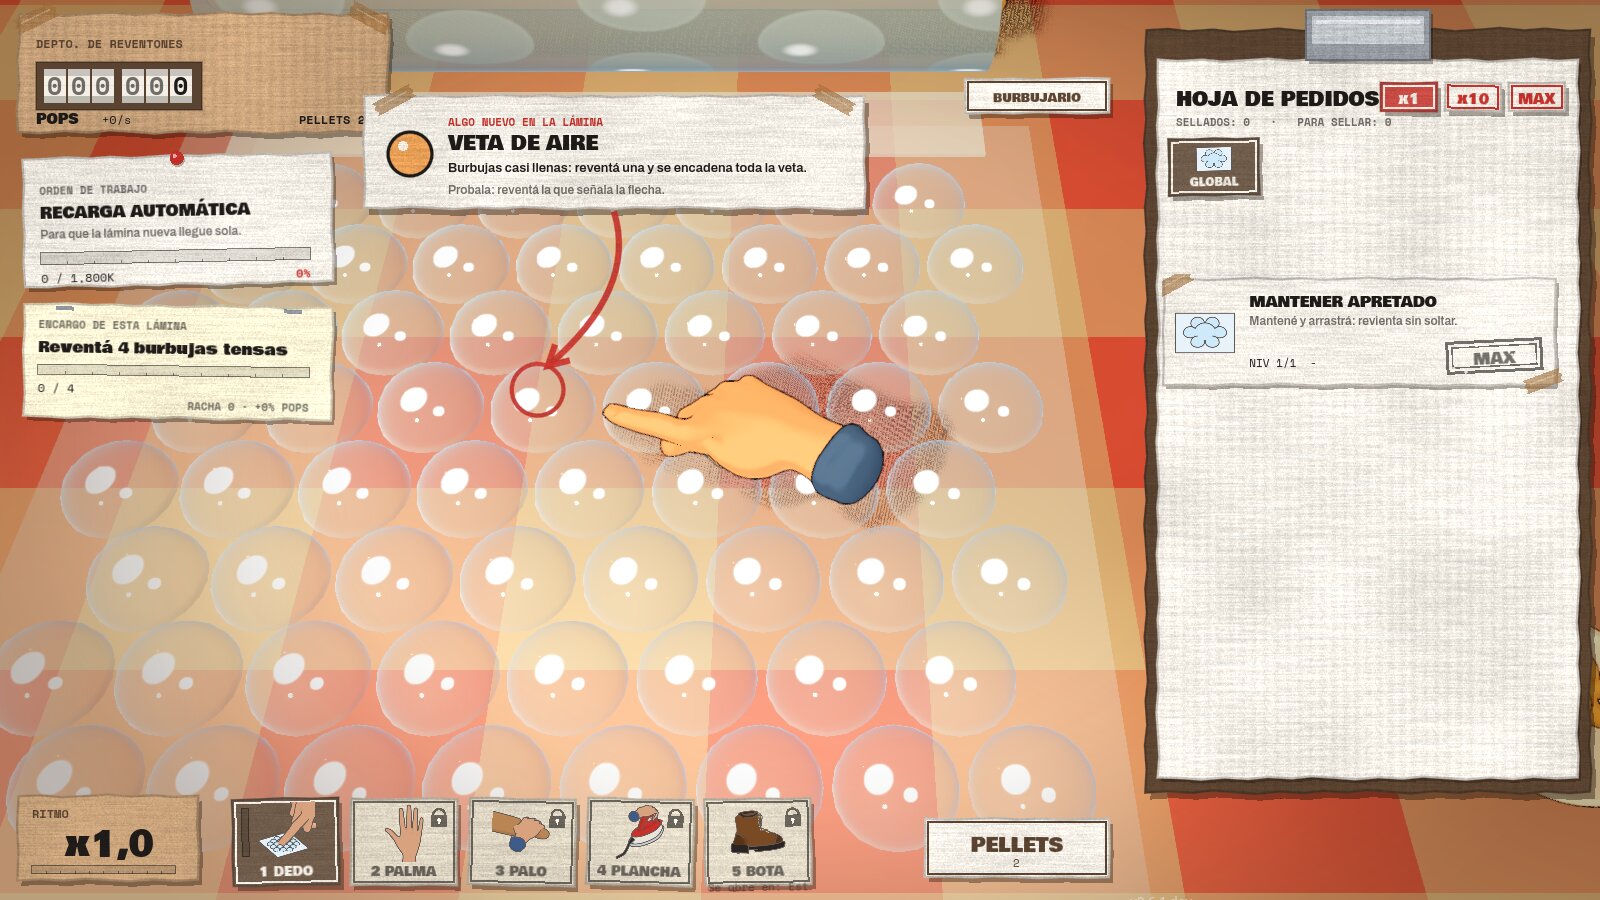 DEPTO. DE REVENTONES
000 000
POPS +0/s PELLETS 2
ORDEN DE TRABAJO
RECARGA AUTOMÁTICA
Para que la lámina nueva llegue sola.
0 / 1.800K 0%
ENCARGO DE ESTA LÁMINA
Reventá 4 burbujas tensas
0 / 4
RACHA 0 - +0% POPS
ALGO NUEVO EN LA LÁMINA
VETA DE AIRE
Burbujas casi llenas: reventá una y se encadena toda la veta.
Probala: reventá la que señala la flecha.
BURBUJARIO
HOJA DE PEDIDOS x1 x10 MAX
SELLADOS: 0 · PARA SELLAR: 0
GLOBAL
MANTENER APRETADO
Mantené y arrastrá: revienta sin soltar.
NIV 1/1 -
MAX
RITMO
x1,0
1 DEDO
2 PALMA
3 PALO
4 PLANCHA
5 BOTA
Se abre en: Est
PELLETS
2